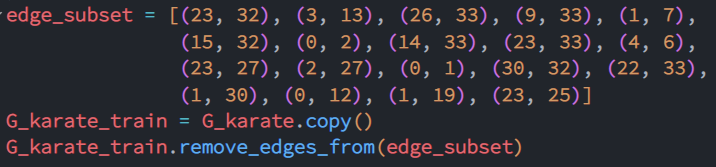 edge_subset = [(23, 32), (3, 13), (26, 33), (9, 33), (1, 7),
(15, 32), (0, 2), (14, 33), (23, 33), (4, 6),
(23, 27), (2, 27), (0, 1), (30, 32), (22, 33),
(1, 30), (0, 12), (1, 19), (23, 25)]
G_karate_train = G_karate.copy()
G_karate_train.remove_edges_from(edge_subset)